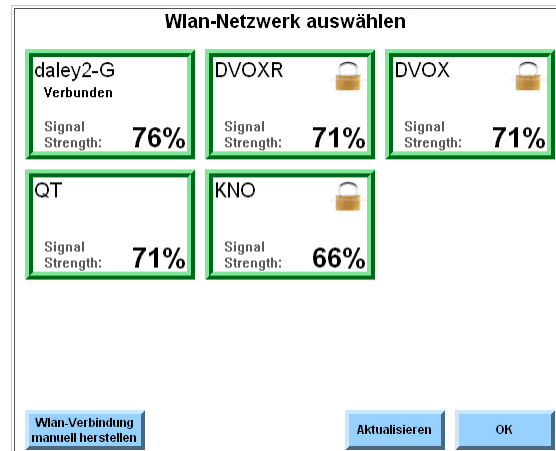 Wlan-Netzwerk auswählen
daley2-G
Verbunden
Signal
Strength:
76%
DVOXR
Signal
Strength:
71%
DVOX
Signal
Strength:
71%
QT
Signal
Strength:
71%
KNO
Signal
Strength:
66%
Wlan-Verbindung
manuell herstellen
Aktualisieren
OK